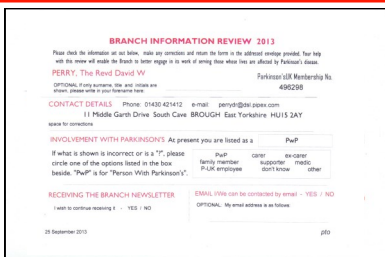 BRANCH INFORMATION REVIEW 2013
Please check the information set out below, make any corrections and return the form in the addressed envelope provided. Your help
with this review will enable the Branch to better engage in its work of serving those whose lives are affected by Parkinson's disease.
PERRY, The Revd David W
Parkinson'sUK Membership No.
OPTIONAL If only surname, title and initials are
shown, please write in your forename here:
498298
CONTACT DETAILS Phone: 01430 421412 e-mail: perrydr@dsl.pipex.com
11 Middle Garth Drive South Cave BROUGH East Yorkshire HU15 2AY
space for corrections
INVOLVEMENT WITH PARKINSON'S At present you are listed as a PwP
If what is shown is incorrect or is a "?", please
circle one of the options listed in the box
beside. "PwP" is for "Person With Parkinson's".
PwP carer ex-carer
family member supporter medic
P-UK employee don't know other
RECEIVING THE BRANCH NEWSLETTER
I wish to continue receiving it - YES / NO
EMAIL I/We can be contacted by email - YES / NO
OPTIONAL: My email address is as follows
25 September 2013
pto